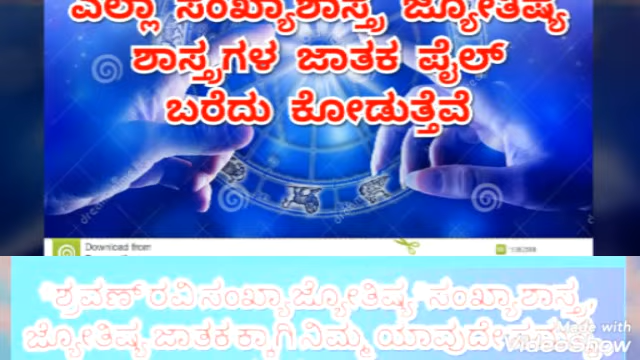 ಎಲ್ಲಾ ಸಂಖ್ಯಾಶಾಸ್ತ್ರ ಜ್ಯೋತಿಷ್ಯ
ಶಾಸ್ತ್ರಗಳ ಜಾತಕ ಪೈಲ್
ಬರೆದು ಕೋಡುತ್ತೆವೆ
Download from
ಶ್ರವಣ್ ರವಿ ಸಂಖ್ಯಾಜ್ಯೋತಿಷ್ಯ ಸಂಖ್ಯಾಶಾಸ್ತ್ರ
ಜ್ಯೋತಿಷ್ಯ ಜಾತಕಕ್ಕಾಗಿ ನಿಮ್ಮ ಯಾವುದೇ
Made with
VideoShow